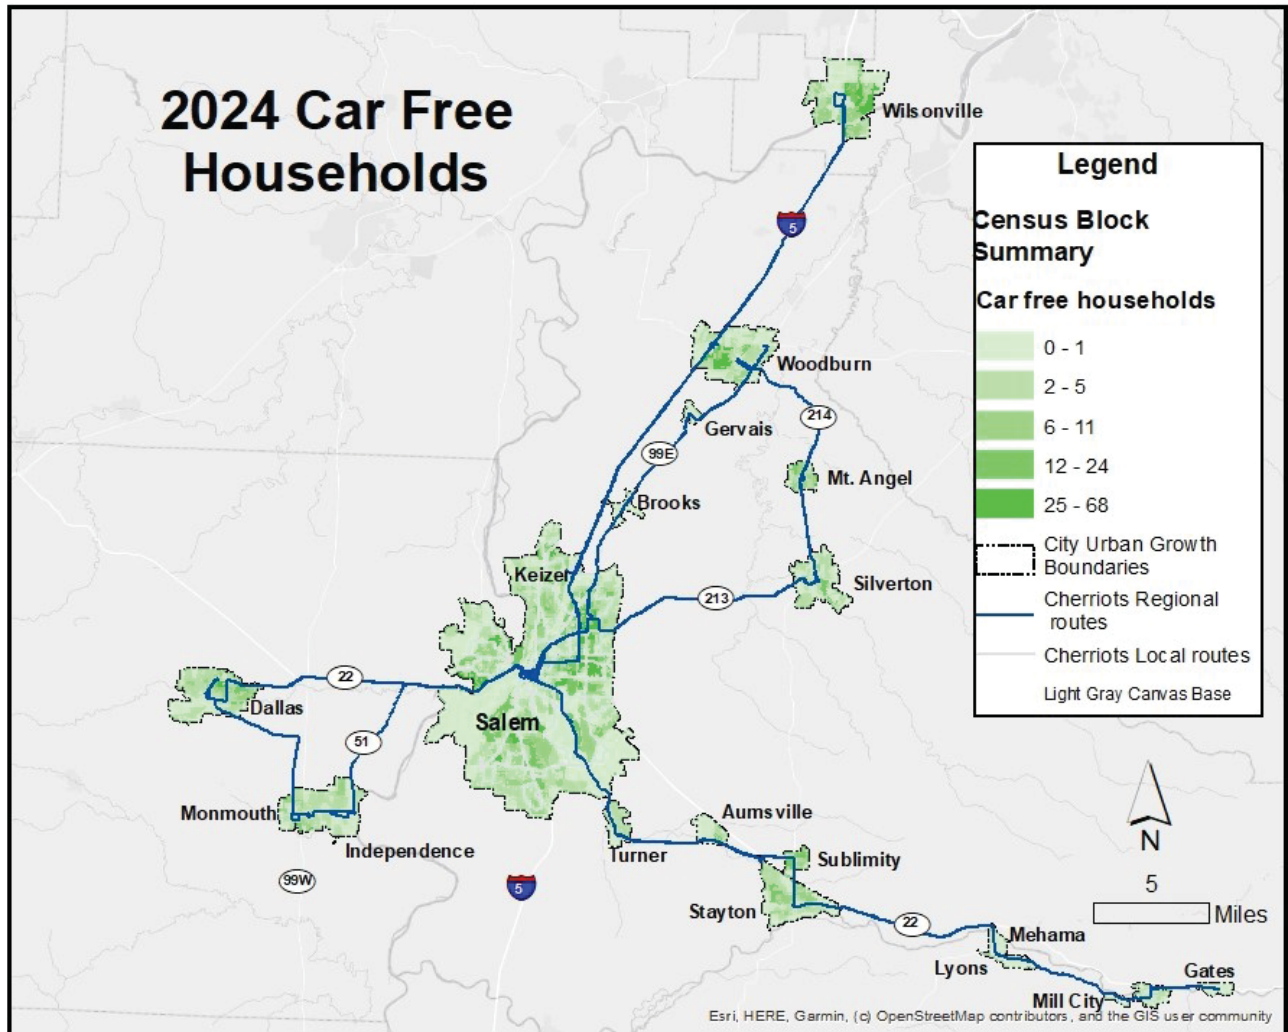 2024 Car Free
Households
Wilsonville
5
Woodburn
214
Gervais
99E
Mt. Angel
Brooks
Keizer
Silverton
213
22
Dallas
Salem
51
Monmouth
Independence
99W
5
Turner
Aumsville
Sublimity
Stayton
22
Mehama
Lyons
Gates
Mill City
Legend
Census Block
Summary
Car free households
0 - 1
2 - 5
6 - 11
12 - 24
25 - 68
City Urban Growth
Boundaries
Cherriots Regional
routes
Cherriots Local routes
Light Gray Canvas Base
N
5
Miles
Esri, HERE, Garmin, (c) OpenStreetMap contributors, and the GIS user community